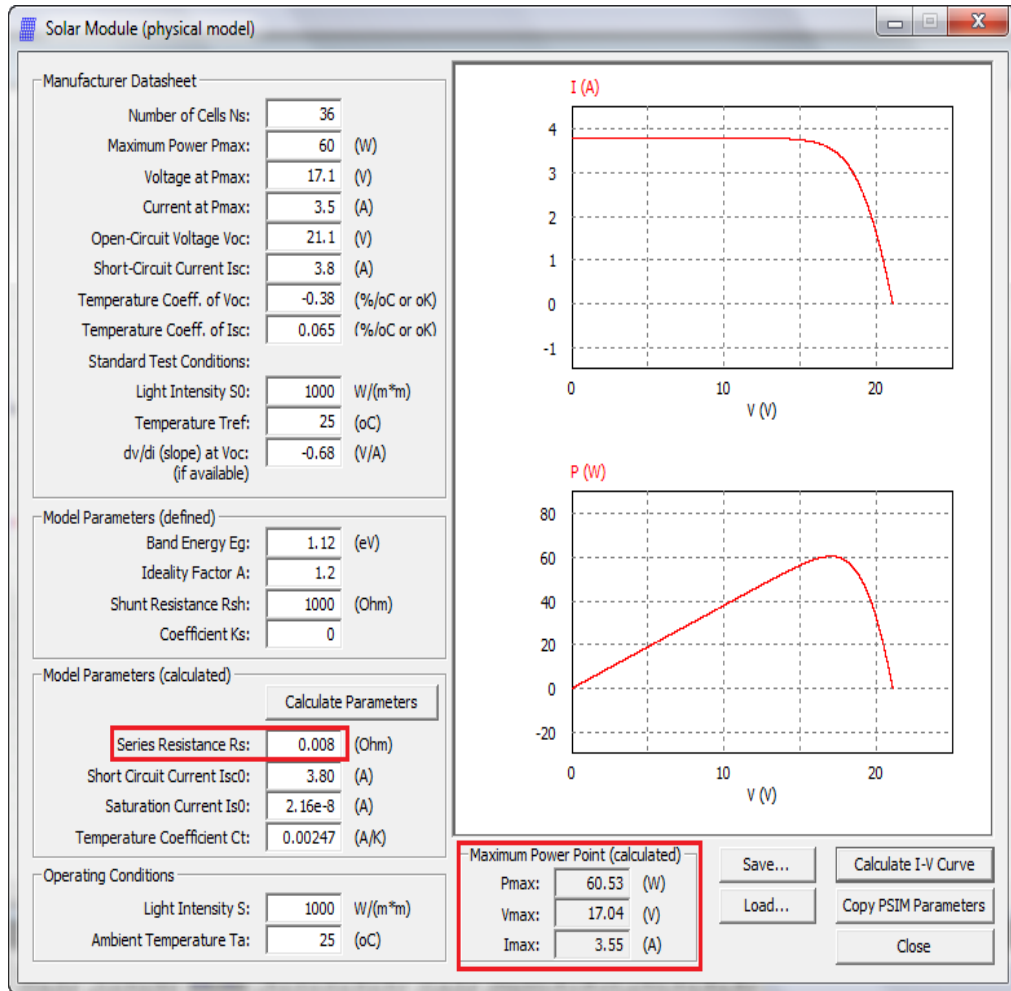 Solar Module (physical model)
Manufacturer Datasheet
Number of Cells Ns: 36
Maximum Power Pmax: 60 (W)
Voltage at Pmax: 17.1 (V)
Current at Pmax: 3.5 (A)
Open-Circuit Voltage Voc: 21.1 (V)
Short-Circuit Current Isc: 3.8 (A)
Temperature Coeff. of Voc: -0.38 (%/oC or oK)
Temperature Coeff. of Isc: 0.065 (%/oC or oK)
Standard Test Conditions:
Light Intensity S0: 1000 W/(m*m)
Temperature Tref: 25 (oC)
dv/di (slope) at Voc: -0.68 (V/A)
(if available)
Model Parameters (defined)
Band Energy Eg: 1.12 (eV)
Ideality Factor A: 1.2
Shunt Resistance Rsh: 1000 (Ohm)
Coefficient Ks: 0
Model Parameters (calculated)
Calculate Parameters
Series Resistance Rs: 0.008 (Ohm)
Short Circuit Current Isc0: 3.80 (A)
Saturation Current Is0: 2.16e-8 (A)
Temperature Coefficient Ct: 0.00247 (A/K)
Operating Conditions
Light Intensity S: 1000 W/(m*m)
Ambient Temperature Ta: 25 (oC)
I (A)
4
3
2
1
0
-1
0 10 20
V (V)
P (W)
80
60
40
20
0
-20
0 10 20
V (V)
Maximum Power Point (calculated)
Pmax: 60.53 (W)
Vmax: 17.04 (V)
Imax: 3.55 (A)
Save...
Load...
Calculate I-V Curve
Copy PSIM Parameters
Close